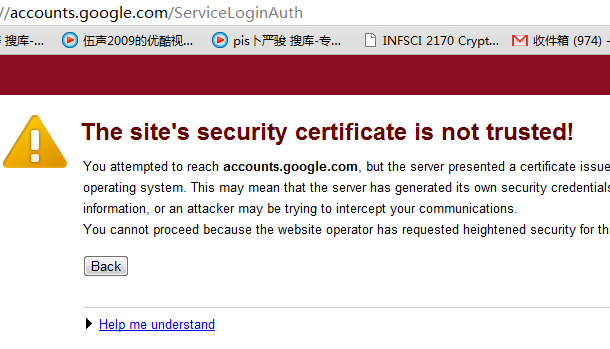 //accounts.google.com/ServiceLoginAuth
搜库-... 伍声2009的优酷视... pis卜严骏 搜库-专... INFSCI 2170 Crypt... 收件箱 (974) -
The site's security certificate is not trusted!
You attempted to reach accounts.google.com, but the server presented a certificate issue
operating system. This may mean that the server has generated its own security credentials
information, or an attacker may be trying to intercept your communications.
You cannot proceed because the website operator has requested heightened security for thi
Back
Help me understand